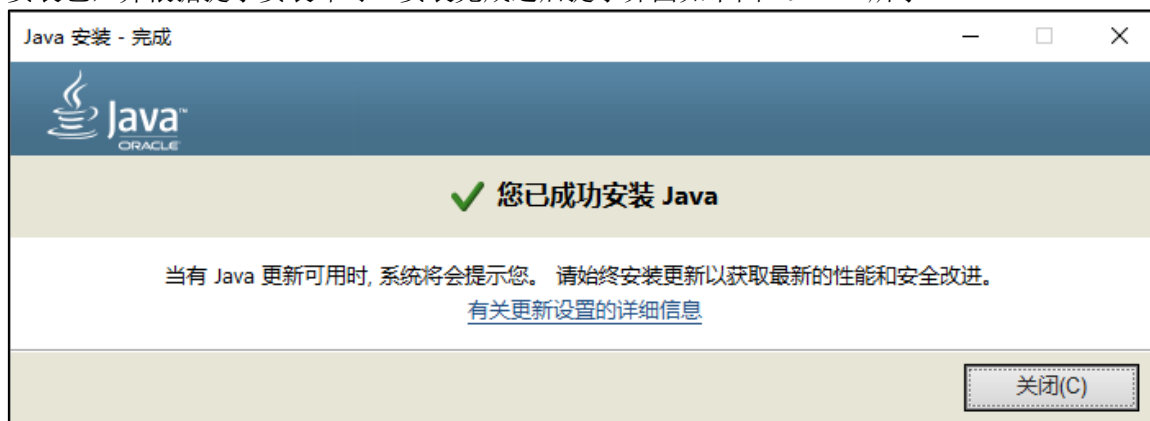 Java 安装 - 完成
Java™
ORACLE
您已成功安装 Java
当有 Java 更新可用时, 系统将会提示您。 请始终安装更新以获取最新的性能和安全改进。
有关更新设置的详细信息
关闭(C)